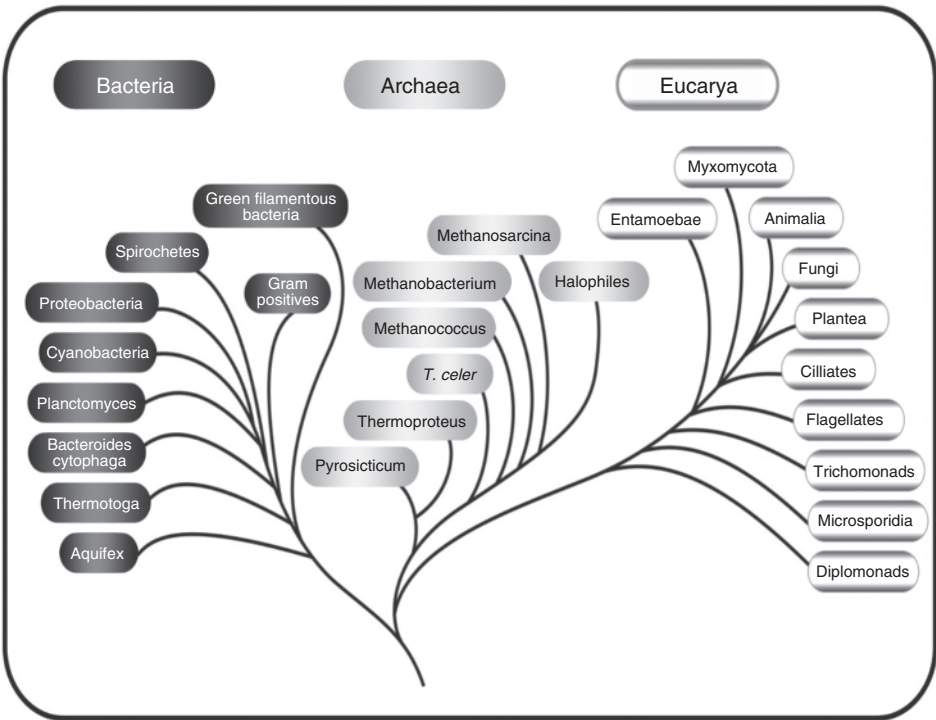 Bacteria
Archaea
Eucarya
Green filamentous
bacteria
Spirochetes
Gram
positives
Proteobacteria
Cyanobacteria
Planctomyces
Bacteroides
cytophaga
Thermotoga
Aquifex
Methanosarcina
Methanobacterium
Halophiles
Methanococus
T. celer
Thermoproteus
Pyrosicticum
Myxomycota
Entamoebae
Animalia
Fungi
Plantea
Cilliates
Flagellates
Trichomonads
Microsporidia
Diplomonads